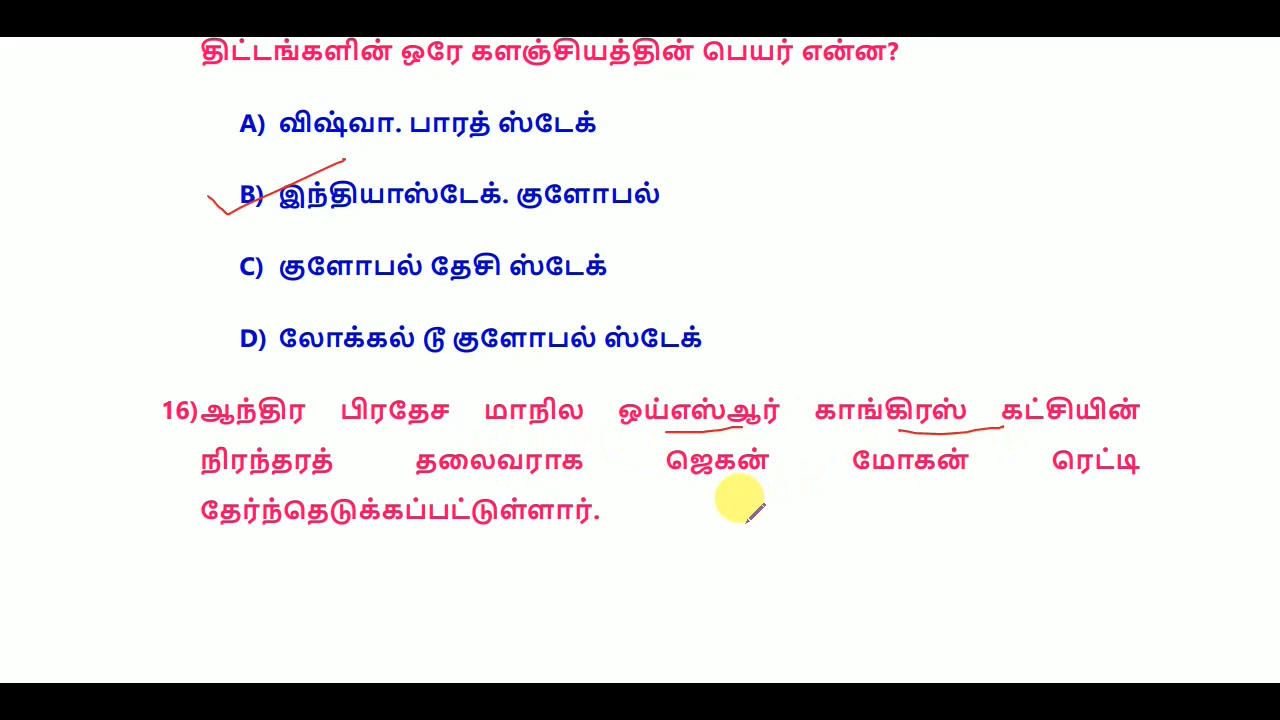 திட்டங்களின் ஒரே களஞ்சியத்தின் பெயர் என்ன?
A) விஷ்வா. பாரத் ஸ்டேக்
B) இந்தியாஸ்டேக். குளோபல்
C) குளோபல் தேசி ஸ்டேக்
D) லோக்கல் டூ குளோபல் ஸ்டேக்
16)ஆந்திர பிரதேச மாநில ஒய்எஸ்ஆர் காங்கிரஸ் கட்சியின்
நிரந்தரத் தலைவராக ஜெகன் மோகன் ரெட்டி
தேர்ந்தெடுக்கப்பட்டுள்ளார்.